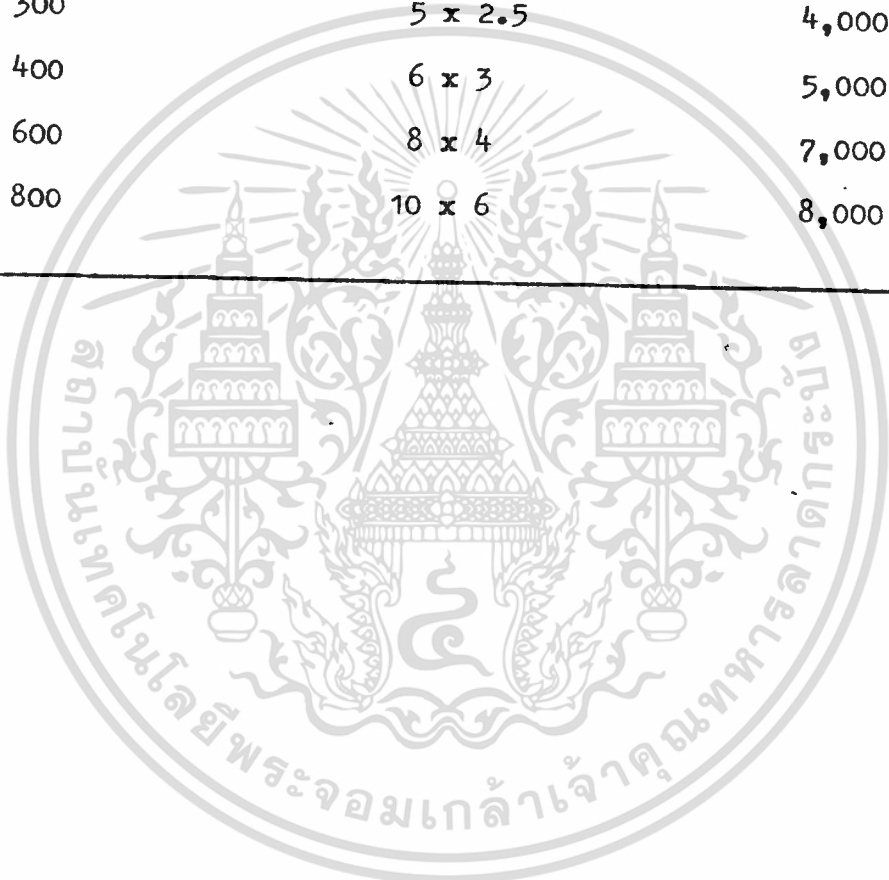 300 5 x 2.5 4,000
400 6 x 3 5,000
600 8 x 4 7,000
800 10 x 6 8,000
สถาบันเทคโนโลยีพระจอมเกล้าเจ้าคุณทหารลาดกระบัง